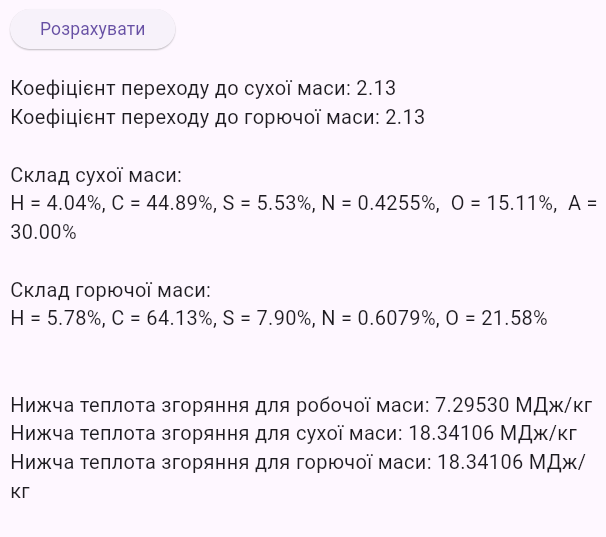 Розрахувати
Коефіцієнт переходу до сухої маси: 2.13
Коефіцієнт переходу до горючої маси: 2.13
Склад сухої маси:
H = 4.04%, C = 44.89%, S = 5.53%, N = 0.4255%,  O = 15.11%,  A =
30.00%
Склад горючої маси:
H = 5.78%, C = 64.13%, S = 7.90%, N = 0.6079%, O = 21.58%
Нижча теплота згоряння для робочої маси: 7.29530 МДж/кг
Нижча теплота згоряння для сухої маси: 18.34106 МДж/кг
Нижча теплота згоряння для горючої маси: 18.34106 МДж/
кг